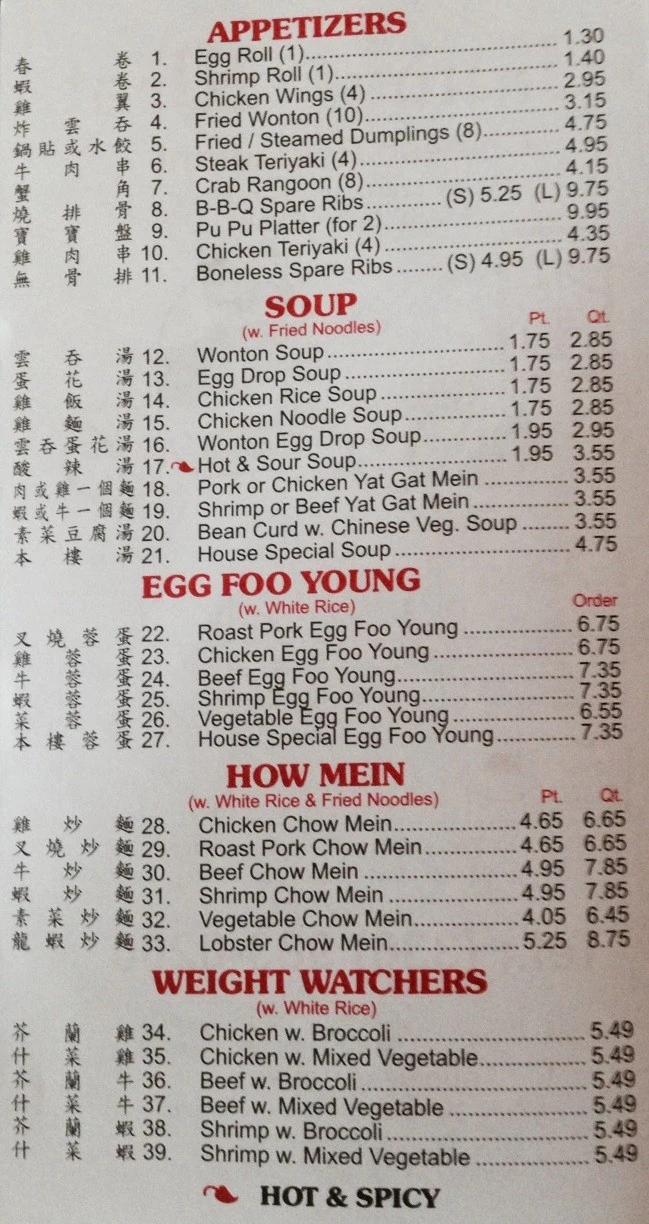 APPETIZERS
春 卷 1. Egg Roll (1) 1.30
蝦 卷 2. Shrimp Roll (1) 1.40
雞 翼 3. Chicken Wings (4) 2.95
炸 雲 吞 4. Fried Wonton (10) 3.15
鍋貼或水餃 5. Fried / Steamed Dumplings (8) 4.75
牛 肉 串 6. Steak Teriyaki (4) 4.95
蟹 角 7. Crab Rangoon (8) 4.15
燒 排 骨 8. B-B-Q Spare Ribs (S) 5.25 (L) 9.75
寶 寶 盤 9. Pu Pu Platter (for 2) 9.95
雞 肉 串 10. Chicken Teriyaki (4) 4.35
無 骨 排 11. Boneless Spare Ribs (S) 4.95 (L) 9.75
SOUP
(w. Fried Noodles) Pt. Qt.
雲 吞 湯 12. Wonton Soup 1.75 2.85
蛋 花 湯 13. Egg Drop Soup 1.75 2.85
雞 飯 湯 14. Chicken Rice Soup 1.75 2.85
雞 麵 湯 15. Chicken Noodle Soup 1.75 2.85
雲吞蛋花湯 16. Wonton Egg Drop Soup 1.95 2.95
酸 辣 湯 17. Hot & Sour Soup 1.95 3.55
肉或雞一個麵 18. Pork or Chicken Yat Gat Mein 3.55
蝦或牛一個麵 19. Shrimp or Beef Yat Gat Mein 3.55
素菜豆腐湯 20. Bean Curd w. Chinese Veg. Soup 3.55
本 樓 湯 21. House Special Soup 4.75
EGG FOO YOUNG
(w. White Rice) Order
叉燒蓉蛋 22. Roast Pork Egg Foo Young 6.75
雞 蓉 蛋 23. Chicken Egg Foo Young 6.75
牛 蓉 蛋 24. Beef Egg Foo Young 7.35
蝦 蓉 蛋 25. Shrimp Egg Foo Young 7.35
菜 蓉 蛋 26. Vegetable Egg Foo Young 6.55
本樓蓉蛋 27. House Special Egg Foo Young 7.35
HOW MEIN
(w. White Rice & Fried Noodles) Pt. Qt.
雞 炒 麵 28. Chicken Chow Mein 4.65 6.65
叉燒炒麵 29. Roast Pork Chow Mein 4.65 6.65
牛 炒 麵 30. Beef Chow Mein 4.95 7.85
蝦 炒 麵 31. Shrimp Chow Mein 4.95 7.85
素菜炒麵 32. Vegetable Chow Mein 4.05 6.45
龍蝦炒麵 33. Lobster Chow Mein 5.25 8.75
WEIGHT WATCHERS
(w. White Rice)
芥 蘭 雞 34. Chicken w. Broccoli 5.49
什 菜 雞 35. Chicken w. Mixed Vegetable 5.49
芥 蘭 牛 36. Beef w. Broccoli 5.49
什 菜 牛 37. Beef w. Mixed Vegetable 5.49
芥 蘭 蝦 38. Shrimp w. Broccoli 5.49
什 菜 蝦 39. Shrimp w. Mixed Vegetable 5.49
HOT & SPICY